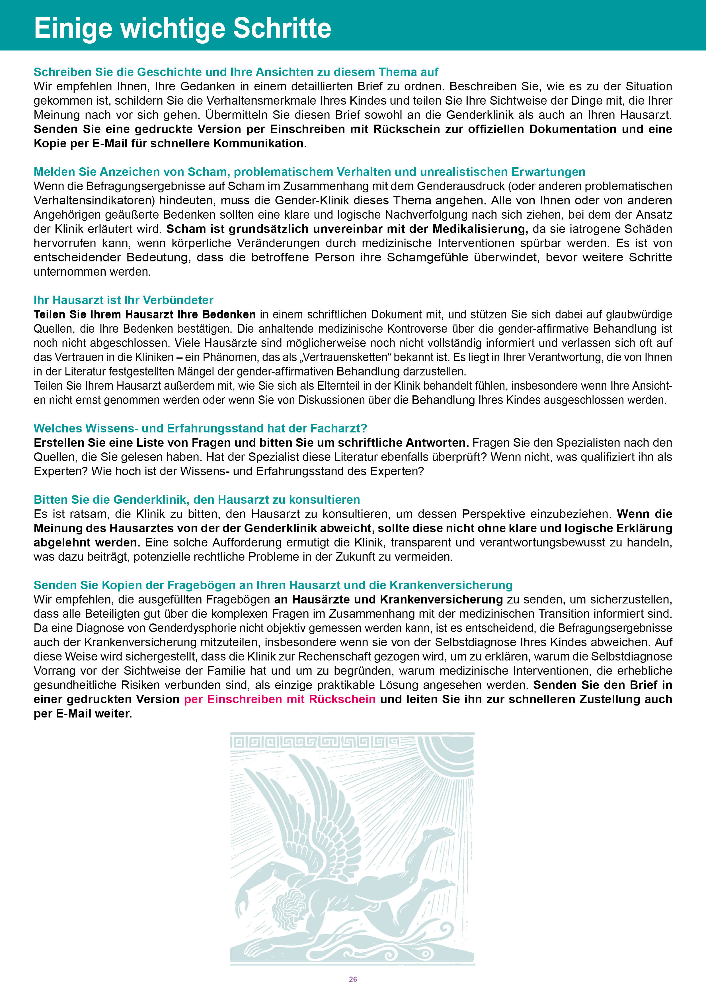 Einige wichtige Schritte
Schreiben Sie die Geschichte und Ihre Ansichten zu diesem Thema auf
Wir empfehlen Ihnen, Ihre Gedanken in einem detaillierten Brief zu ordnen. Beschreiben Sie, wie es zu der Situation
gekommen ist, schildern Sie die Verhaltensmerkmale Ihres Kindes und teilen Sie Ihre Sichtweise der Dinge mit, die Ihrer
Meinung nach vor sich gehen. Übermitteln Sie diesen Brief sowohl an die Genderklinik als auch an Ihren Hausarzt.
Senden Sie eine gedruckte Version per Einschreiben mit Rückschein zur offiziellen Dokumentation und eine
Kopie per E-Mail für schnellere Kommunikation.
Melden Sie Anzeichen von Scham, problematischem Verhalten und unrealistischen Erwartungen
Wenn die Befragungsergebnisse auf Scham im Zusammenhang mit dem Genderausdruck (oder anderen problematischen
Verhaltensindikatoren) hindeuten, muss die Gender-Klinik dieses Thema angehen. Alle von Ihnen oder von anderen
Angehörigen geäußerte Bedenken sollten eine klare und logische Nachverfolgung nach sich ziehen, bei dem der Ansatz
der Klinik erläutert wird. Scham ist grundsätzlich unvereinbar mit der Medikalisierung, da sie iatrogene Schäden
hervorrufen kann, wenn körperliche Veränderungen durch medizinische Interventionen spürbar werden. Es ist von
entscheidender Bedeutung, dass die betroffene Person ihre Schamgefühle überwindet, bevor weitere Schritte
unternommen werden.
Ihr Hausarzt ist Ihr Verbündeter
Teilen Sie Ihrem Hausarzt Ihre Bedenken in einem schriftlichen Dokument mit, und stützen Sie sich dabei auf glaubwürdige
Quellen, die Ihre Bedenken bestätigen. Die anhaltende medizinische Kontroverse über die gender-affirmative Behandlung ist
noch nicht abgeschlossen. Viele Hausärzte sind möglicherweise noch nicht vollständig informiert und verlassen sich oft auf
das Vertrauen in die Kliniken – ein Phänomen, das als „Vertrauensketten“ bekannt ist. Es liegt in Ihrer Verantwortung, die von Ihnen
in der Literatur festgestellten Mängel der gender-affirmativen Behandlung darzustellen.
Teilen Sie Ihrem Hausarzt außerdem mit, wie Sie sich als Elternteil in der Klinik behandelt fühlen, insbesondere wenn Ihre Ansicht-
en nicht ernst genommen werden oder wenn Sie von Diskussionen über die Behandlung Ihres Kindes ausgeschlossen werden.
Welches Wissens- und Erfahrungsstand hat der Facharzt?
Erstellen Sie eine Liste von Fragen und bitten Sie um schriftliche Antworten. Fragen Sie den Spezialisten nach den
Quellen, die Sie gelesen haben. Hat der Spezialist diese Literatur ebenfalls überprüft? Wenn nicht, was qualifiziert ihn als
Experten? Wie hoch ist der Wissens- und Erfahrungsstand des Experten?
Bitten Sie die Genderklinik, den Hausarzt zu konsultieren
Es ist ratsam, die Klinik zu bitten, den Hausarzt zu konsultieren, um dessen Perspektive einzubeziehen. Wenn die
Meinung des Hausarztes von der der Genderklinik abweicht, sollte diese nicht ohne klare und logische Erklärung
abgelehnt werden. Eine solche Aufforderung ermutigt die Klinik, transparent und verantwortungsbewusst zu handeln,
was dazu beiträgt, potenzielle rechtliche Probleme in der Zukunft zu vermeiden.
Senden Sie Kopien der Fragebögen an Ihren Hausarzt und die Krankenversicherung
Wir empfehlen, die ausgefüllten Fragebögen an Hausärzte und Krankenversicherung zu senden, um sicherzustellen,
dass alle Beteiligten gut über die komplexen Fragen im Zusammenhang mit der medizinischen Transition informiert sind.
Da eine Diagnose von Genderdysphorie nicht objektiv gemessen werden kann, ist es entscheidend, die Befragungsergebnisse
auch der Krankenversicherung mitzuteilen, insbesondere wenn sie von der Selbstdiagnose Ihres Kindes abweichen. Auf
diese Weise wird sichergestellt, dass die Klinik zur Rechenschaft gezogen wird, um zu erklären, warum die Selbstdiagnose
Vorrang vor der Sichtweise der Familie hat und um zu begründen, warum medizinische Interventionen, die erhebliche
gesundheitliche Risiken verbunden sind, als einzige praktikable Lösung angesehen werden. Senden Sie den Brief in
einer gedruckten Version per Einschreiben mit Rückschein und leiten Sie ihn zur schnelleren Zustellung auch
per E-Mail weiter.
26